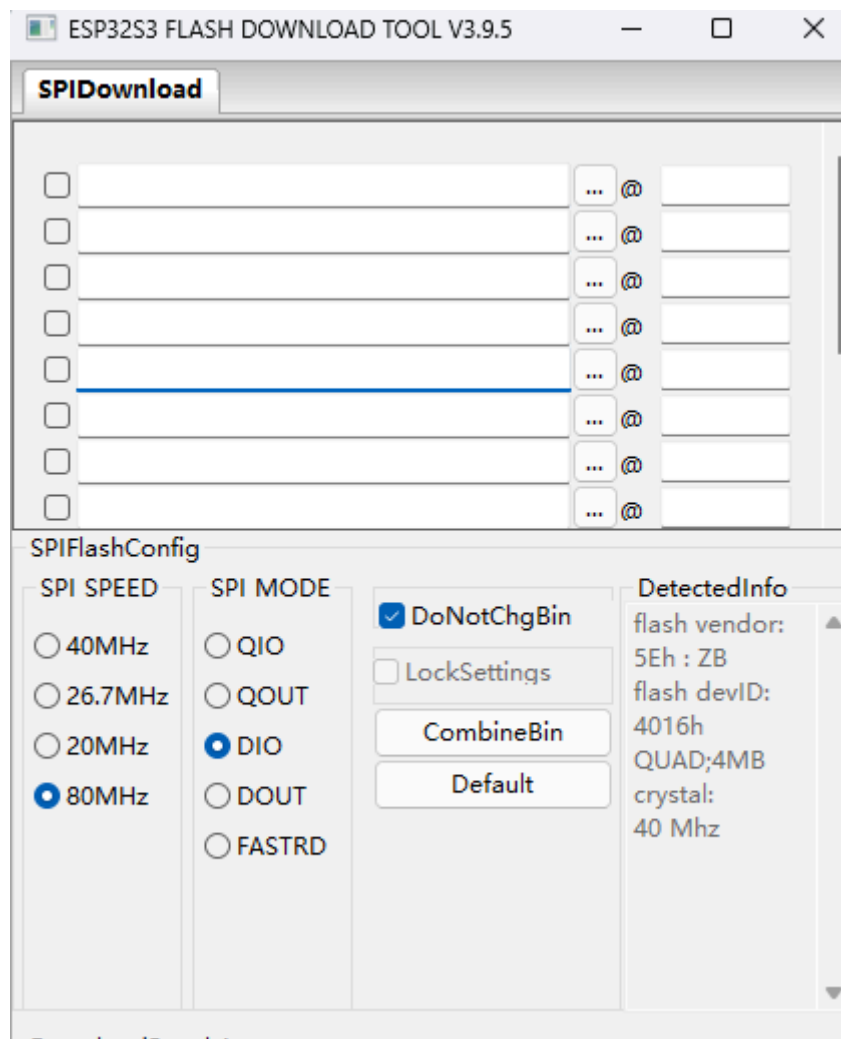 ESP32S3 FLASH DOWNLOAD TOOL V3.9.5
SPIDownload
... @
... @
... @
... @
... @
... @
... @
... @
SPIFlashConfig
SPI SPEED
40MHz
26.7MHz
20MHz
80MHz
SPI MODE
QIO
QOUT
DIO
DOUT
FASTRD
DoNotChgBin
LockSettings
CombineBin
Default
DetectedInfo
flash vendor:
5Eh : ZB
flash devID:
4016h
QUAD;4MB
crystal:
40 Mhz